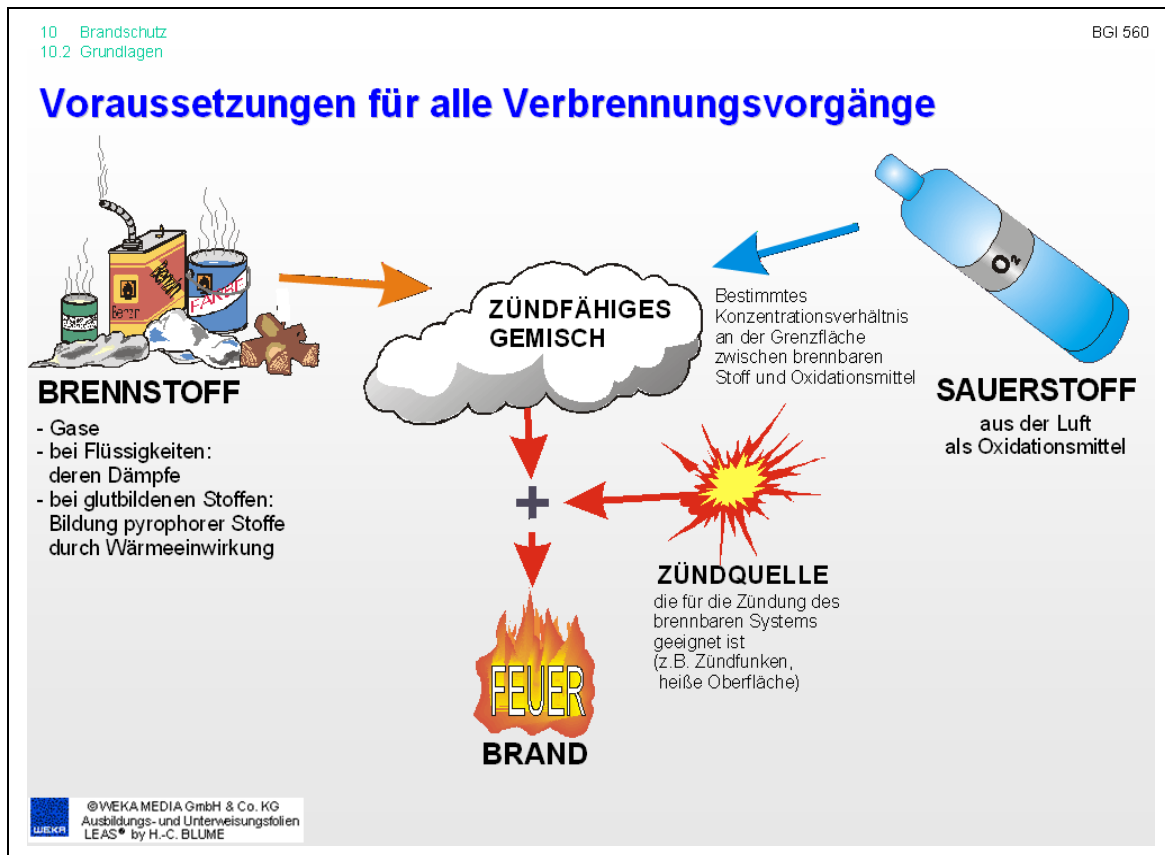 10 Brandschutz
10.2 Grundlagen
BGI 560
Voraussetzungen für alle Verbrennungsvorgänge
Benzin
FARBE
O2
ZÜNDFÄHIGES
GEMISCH
Bestimmtes
Konzentrationsverhältnis
an der Grenzfläche
zwischen brennbaren
Stoff und Oxidationsmittel
BRENNSTOFF
- Gase
- bei Flüssigkeiten:
deren Dämpfe
- bei glutbildenen Stoffen:
Bildung pyrophorer Stoffe
durch Wärmeeinwirkung
SAUERSTOFF
aus der Luft
als Oxidationsmittel
+
ZÜNDQUELLE
die für die Zündung des
brennbaren Systems
geeignet ist
(z.B. Zündfunken,
heiße Oberfläche)
FEUER
BRAND
WEKA
©WEKA MEDIA GmbH & Co. KG
Ausbildungs- und Unterweisungsfolien
LEAS® by H.-C. BLUME